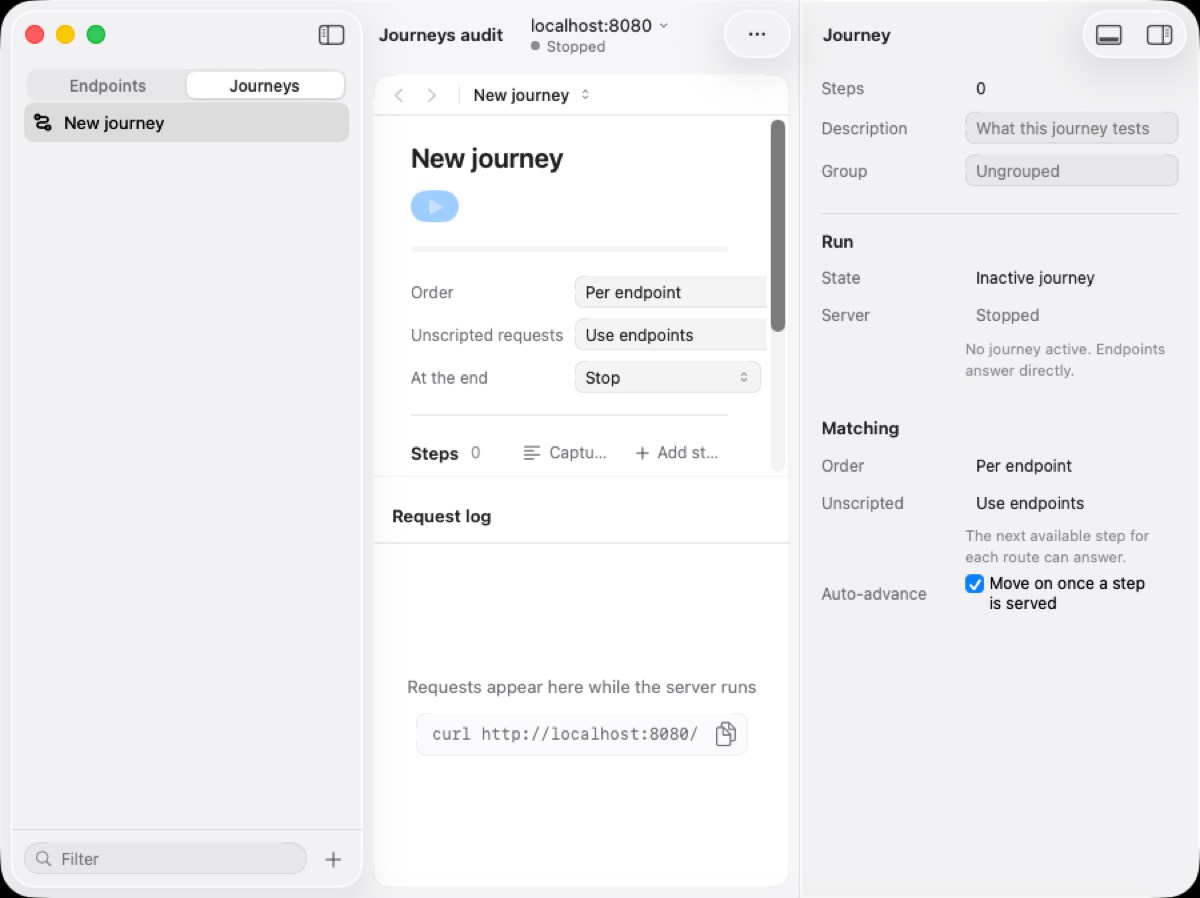 Endpoints
Journeys
New journey
Filter
Journeys audit
localhost:8080
Stopped
New journey
New journey
Order
Per endpoint
Unscripted requests
Use endpoints
At the end
Stop
Steps 0
Captu...
Add st...
Request log
Requests appear here while the server runs
curl http://localhost:8080/
Journey
Steps
0
Description
What this journey tests
Group
Ungrouped
Run
State
Inactive journey
Server
Stopped
No journey active. Endpoints
answer directly.
Matching
Order
Per endpoint
Unscripted
Use endpoints
The next available step for
each route can answer.
Auto-advance
Move on once a step
is served